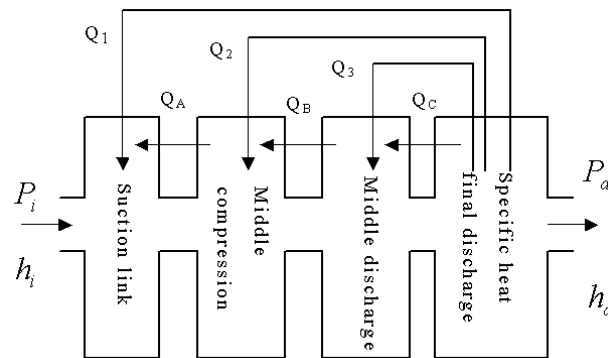 Q1
Q2
Q3
QA
QB
QC
Pi
hi
Suction link
Middle
compression
Middle discharge
final discharge
Specific heat
Pd